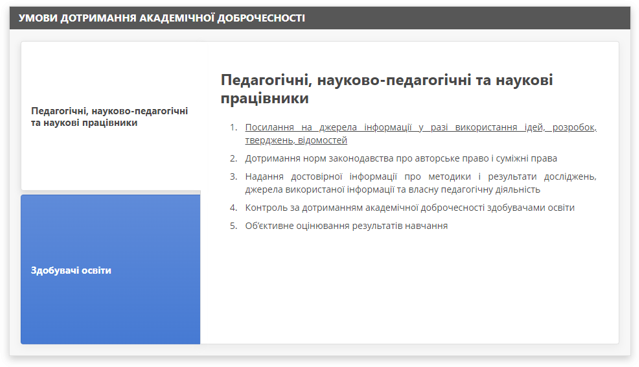 УМОВИ ДОТРИМАННЯ АКАДЕМІЧНОЇ ДОБРОЧЕСНОСТІ
Педагогічні, науково-педагогічні
та наукові працівники
Здобувачі освіти
Педагогічні, науково-педагогічні та наукові
працівники
1. Посилання на джерела інформації у разі використання ідей, розробок,
тверджень, відомостей
2. Дотримання норм законодавства про авторське право і суміжні права
3. Надання достовірної інформації про методики і результати досліджень,
джерела використаної інформації та власну педагогічну діяльність
4. Контроль за дотриманням академічної доброчесності здобувачами освіти
5. Об'єктивне оцінювання результатів навчання